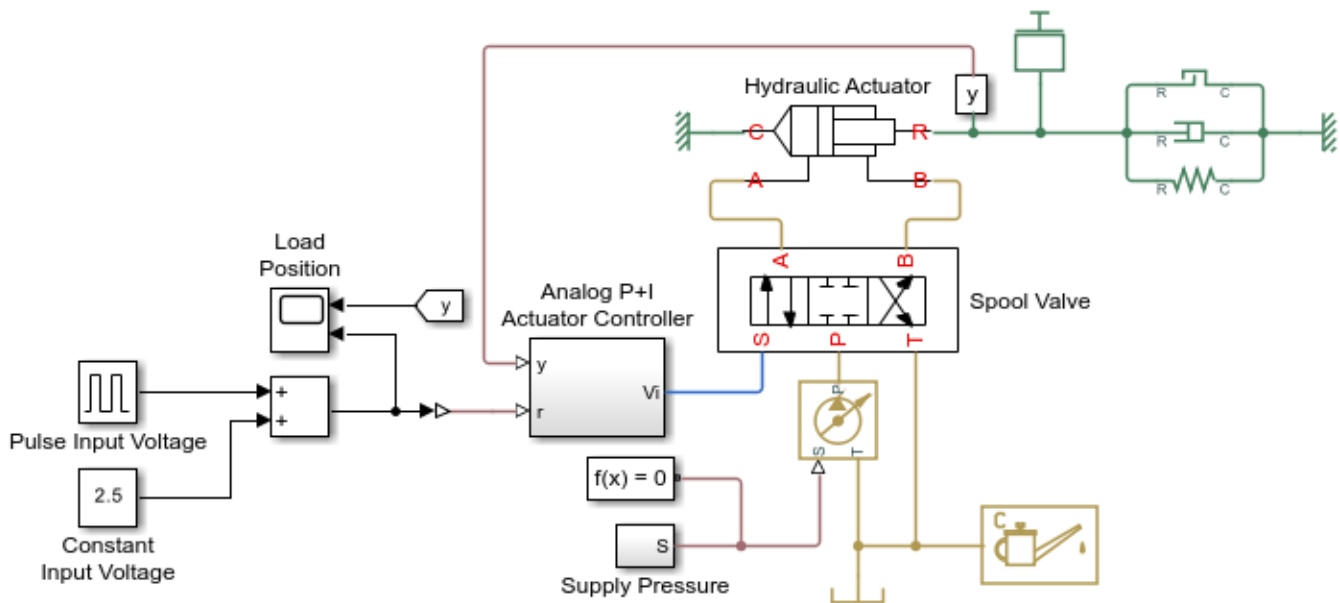 Hydraulic Actuator
y
C
R
A
B
R
C
R
C
R
C
Load
Position
y
Analog P+I
Actuator Controller
y
r
Vi
A
B
S
P
T
Spool Valve
+
+
Pulse Input Voltage
2.5
Constant
Input Voltage
f(x) = 0
S
Supply Pressure
P
S
T
C